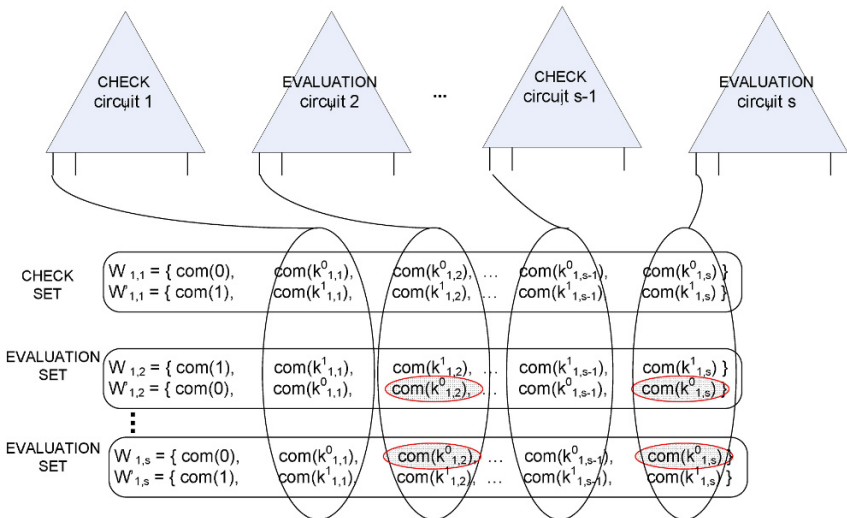 CHECK
circuit 1
EVALUATION
circuit 2
...
CHECK
circuit s-1
EVALUATION
circuit s
CHECK
SET
W 1,1 = { com(0), com(k⁰1,1), com(k⁰1,2), ... com(k⁰1,s-1), com(k⁰1,s) }
W'1,1 = { com(1), com(k¹1,1), com(k¹1,2), ... com(k¹1,s-1), com(k¹1,s) }
EVALUATION
SET
W 1,2 = { com(1), com(k¹1,1), com(k¹1,2), ... com(k¹1,s-1), com(k¹1,s) }
W'1,2 = { com(0), com(k⁰1,1), com(k⁰1,2), ... com(k⁰1,s-1), com(k⁰1,s) }
EVALUATION
SET
W 1,s = { com(0), com(k⁰1,1), com(k⁰1,2), ... com(k⁰1,s-1), com(k⁰1,s) }
W'1,s = { com(1), com(k¹1,1), com(k¹1,2), ... com(k¹1,s-1), com(k¹1,s) }